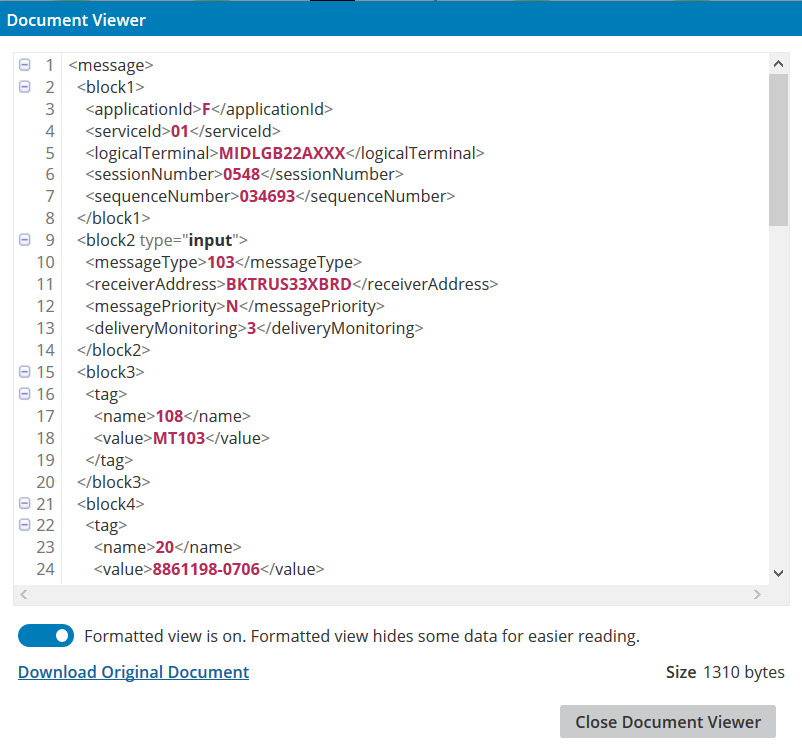 Document Viewer
1 <message>
2 <block1>
3 <applicationId>F</applicationId>
4 <serviceId>01</serviceId>
5 <logicalTerminal>MIDLGB22AXXX</logicalTerminal>
6 <sessionNumber>0548</sessionNumber>
7 <sequenceNumber>034693</sequenceNumber>
8 </block1>
9 <block2 type="input">
10 <messageType>103</messageType>
11 <receiverAddress>BKTRUS33XBRD</receiverAddress>
12 <messagePriority>N</messagePriority>
13 <deliveryMonitoring>3</deliveryMonitoring>
14 </block2>
15 <block3>
16 <tag>
17 <name>108</name>
18 <value>MT103</value>
19 </tag>
20 </block3>
21 <block4>
22 <tag>
23 <name>20</name>
24 <value>8861198-0706</value>
Formatted view is on. Formatted view hides some data for easier reading.
Download Original Document Size 1310 bytes
Close Document Viewer